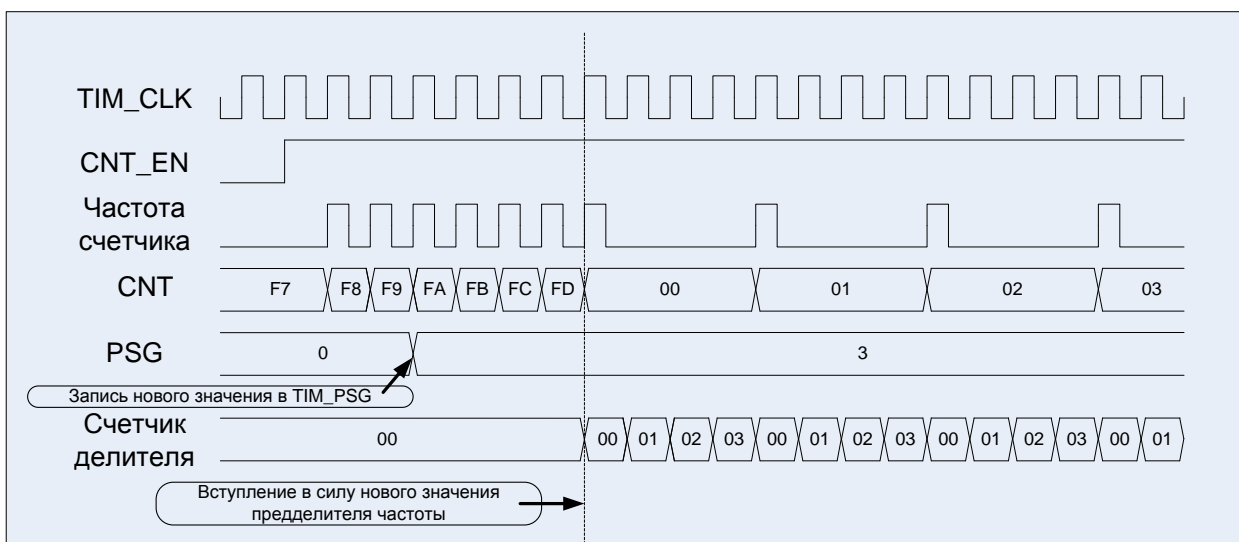 TIM_CLK
CNT_EN
Частота
счетчика
CNT
F7 F8 F9 FA FB FC FD 00 01 02 03
PSG
0 3
Запись нового значения в TIM_PSG
Счетчик
делителя
00 00 01 02 03 00 01 02 03 00 01 02 03 00 01
Вступление в силу нового значения
предделителя частоты